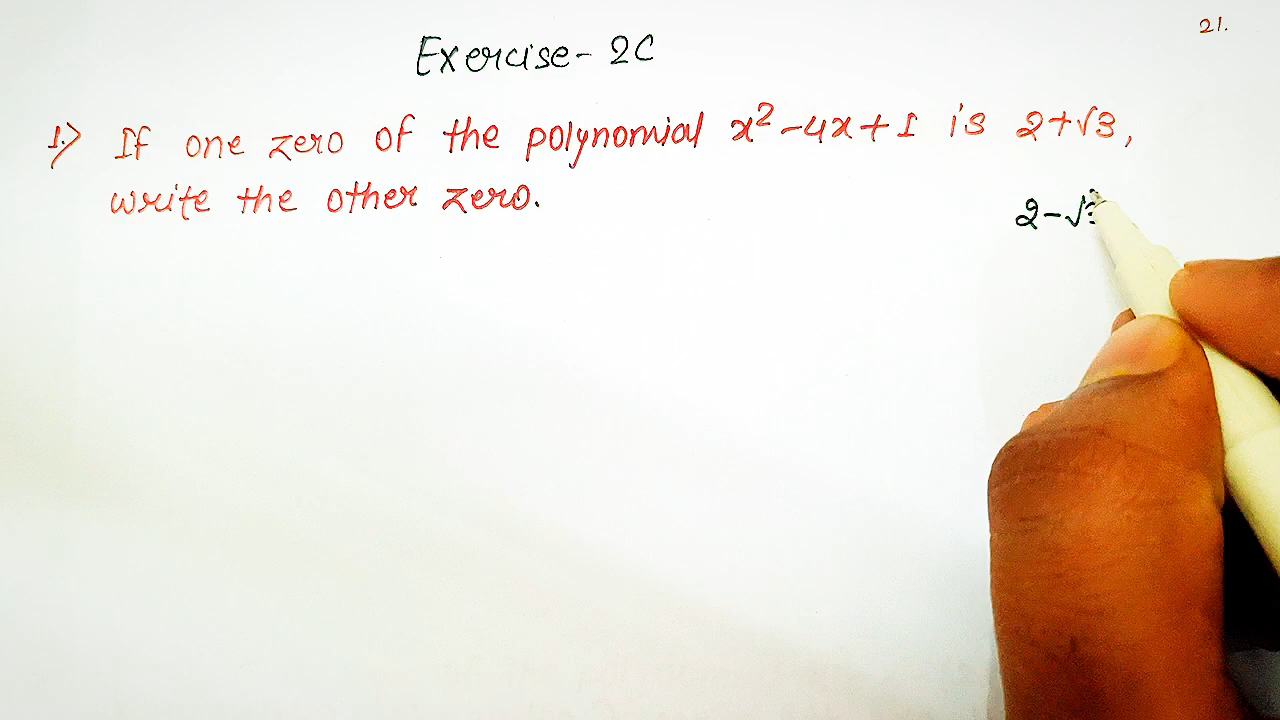 21.
Exercise - 2C
1.) If one zero of the polynomial x² - 4x + 1 is 2 + √3,
write the other zero.
2 - √3